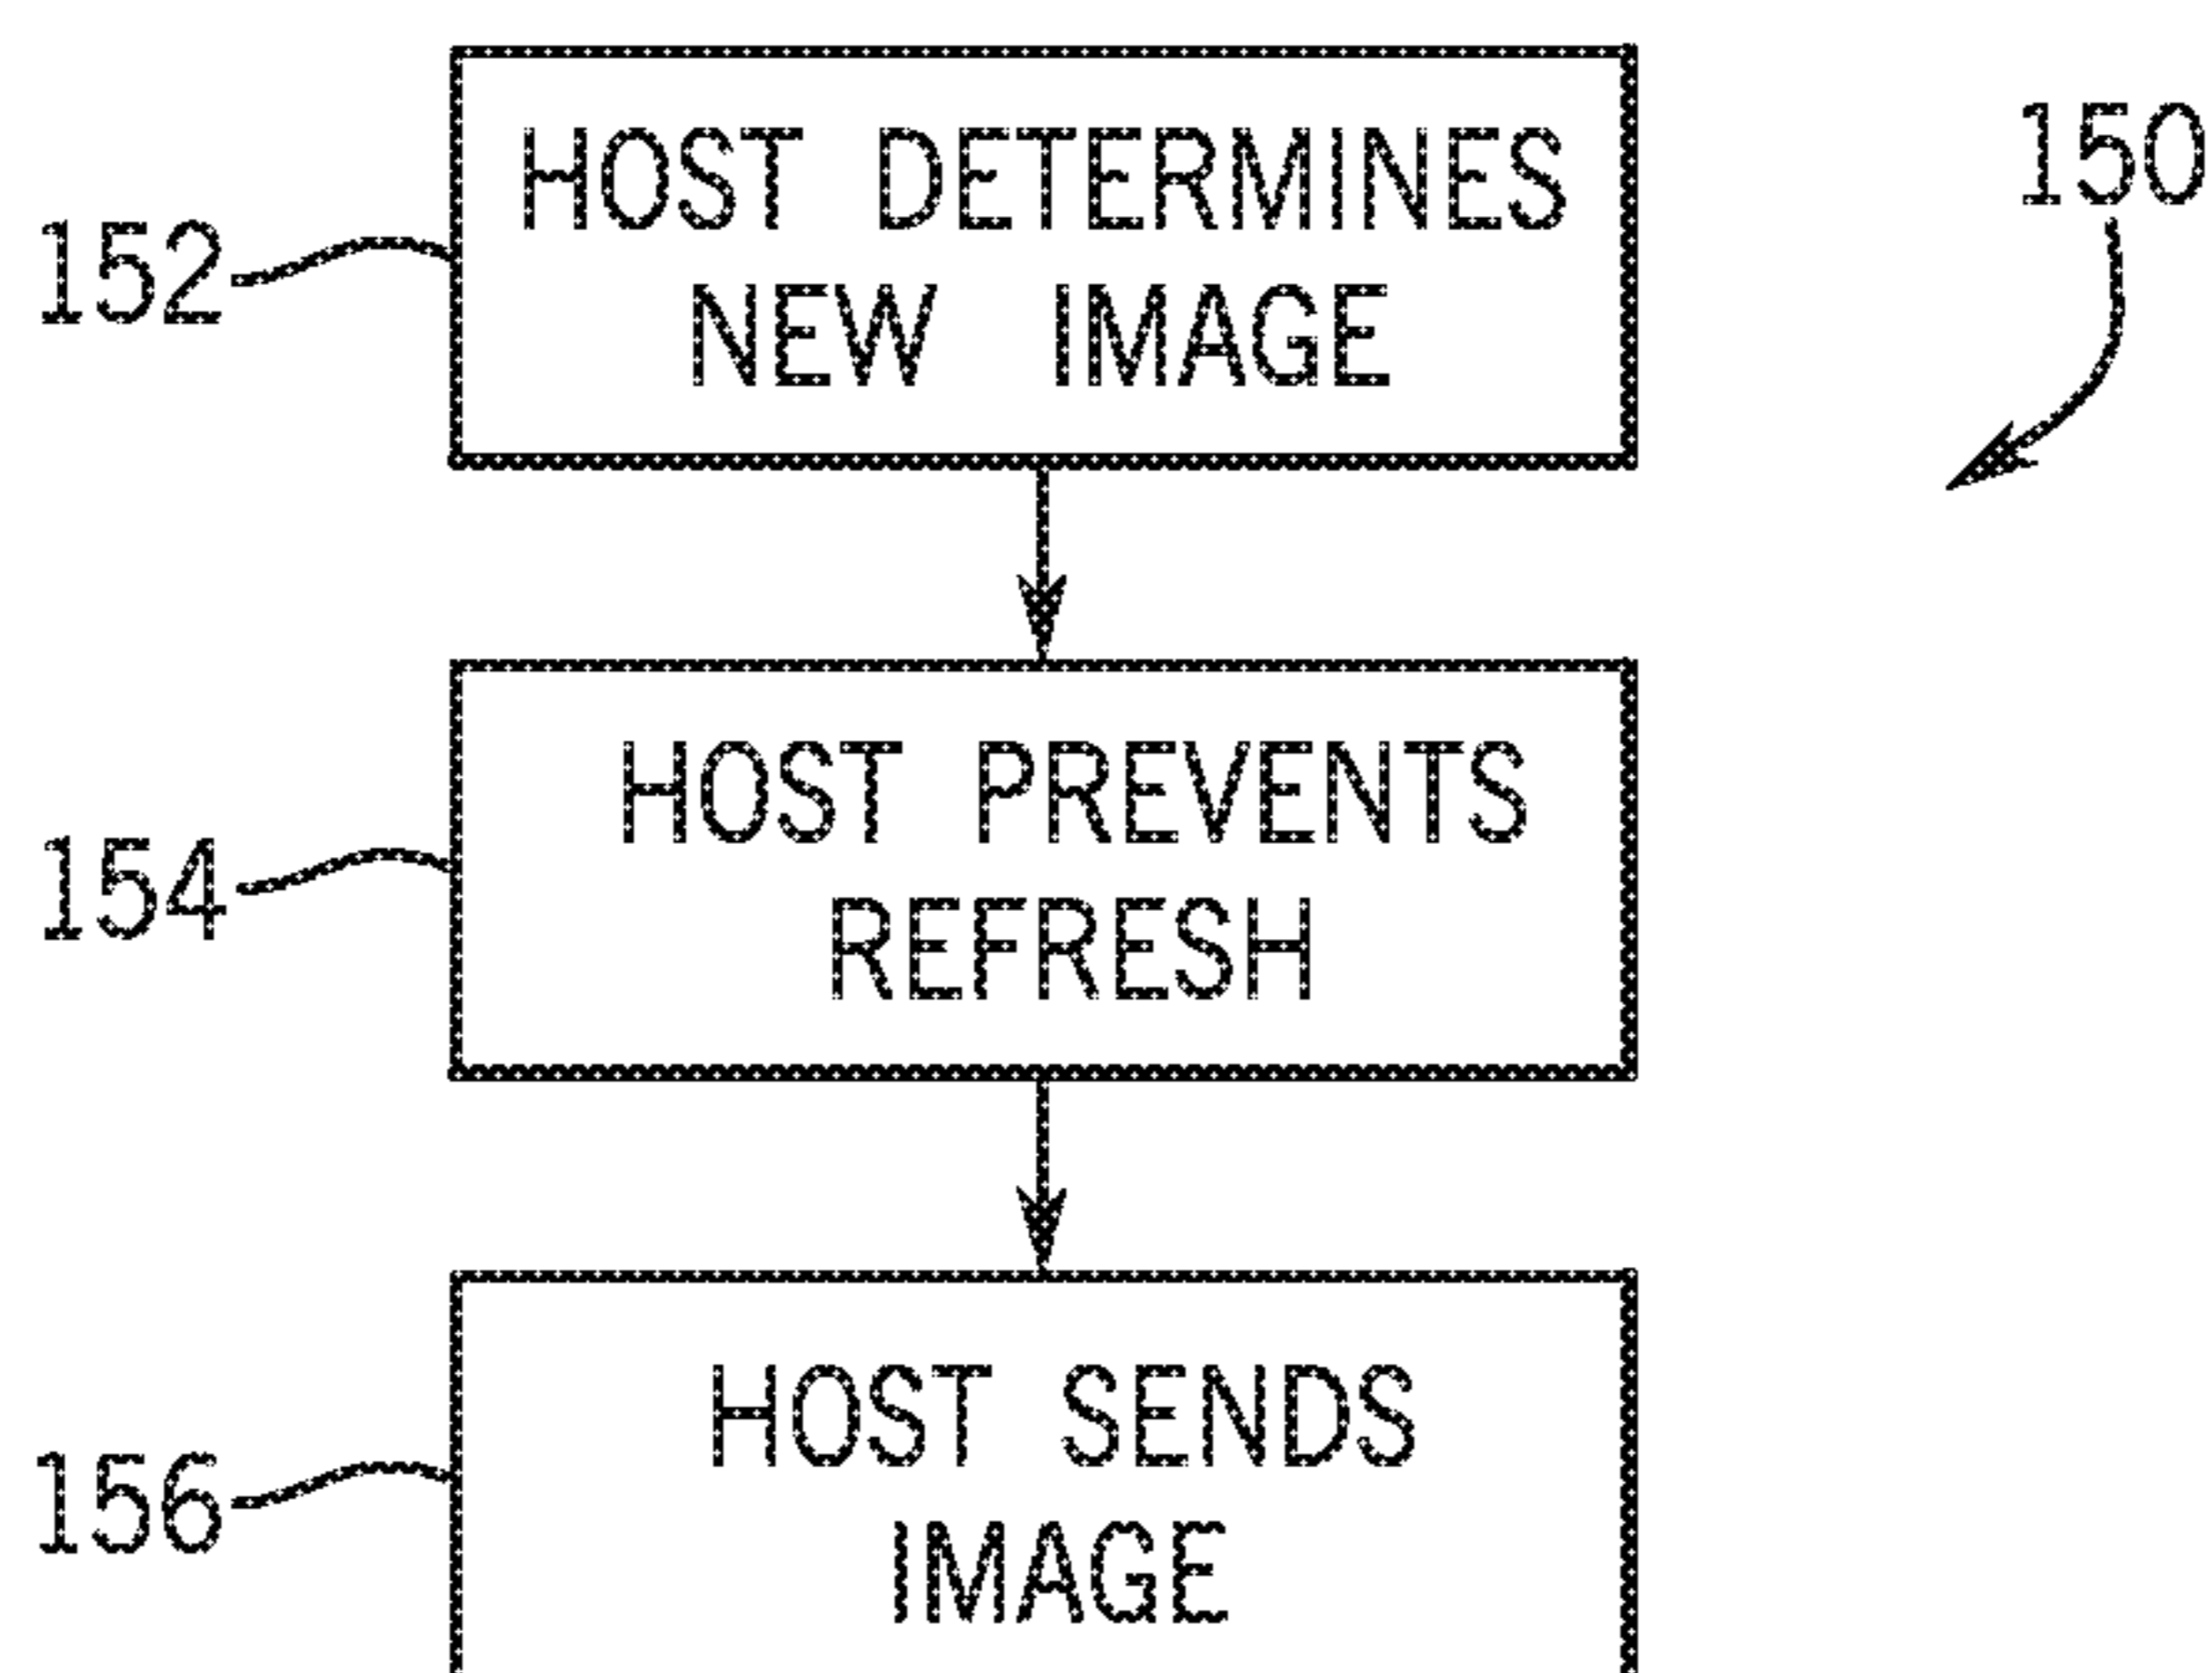 HOST DETERMINES
NEW IMAGE
150
152
HOST PREVENTS
REFRESH
154
HOST SENDS
IMAGE
156